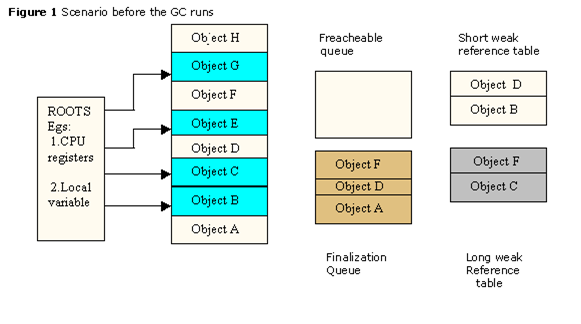 Figure 1 Scenario before the GC runs
ROOTS
Egs:
1.CPU
registers
2.Local
variable
Object H
Object G
Object F
Object E
Object D
Object C
Object B
Object A
Freacheable
queue
Object F
Object D
Object A
Finalization
Queue
Short weak
reference table
Object D
Object B
Object F
Object C
Long weak
Reference
table